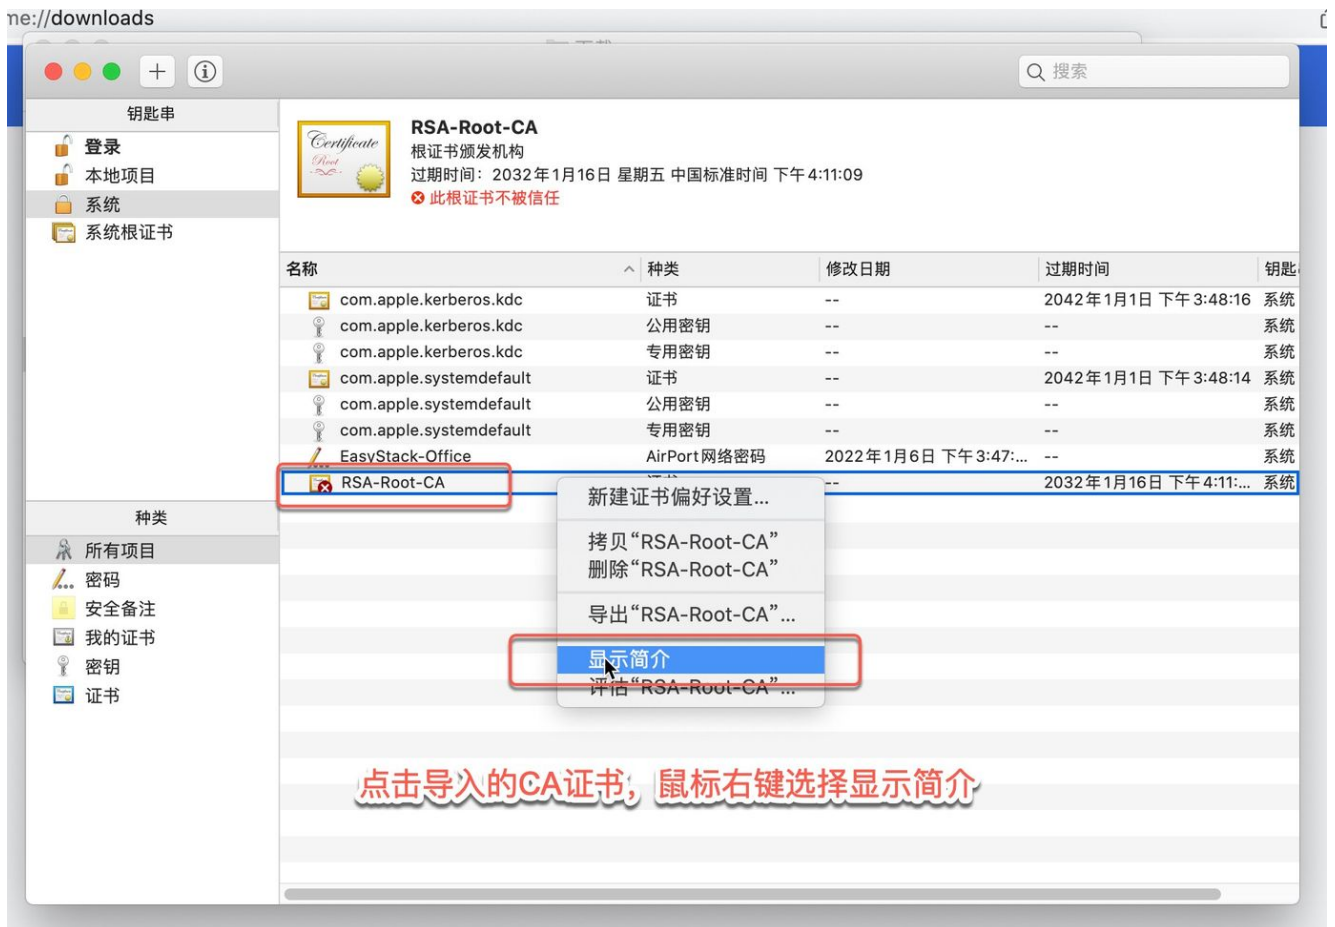 me://downloads
搜索
钥匙串
登录
本地项目
系统
系统根证书
Certificate
Root
RSA-Root-CA
根证书颁发机构
过期时间：2032年1月16日 星期五 中国标准时间 下午4:11:09
此根证书不被信任
名称 种类 修改日期 过期时间 钥匙
com.apple.kerberos.kdc 证书 -- 2042年1月1日 下午3:48:16 系统
com.apple.kerberos.kdc 公用密钥 -- -- 系统
com.apple.kerberos.kdc 专用密钥 -- -- 系统
com.apple.systemdefault 证书 -- 2042年1月1日 下午3:48:14 系统
com.apple.systemdefault 公用密钥 -- -- 系统
com.apple.systemdefault 专用密钥 -- -- 系统
EasyStack-Office AirPort网络密码 2022年1月6日 下午3:47:... -- 系统
RSA-Root-CA 证书 -- 2032年1月16日 下午4:11:... 系统
新建证书偏好设置...
拷贝“RSA-Root-CA”
删除“RSA-Root-CA”
导出“RSA-Root-CA”...
显示简介
评估“RSA-Root-CA”...
种类
所有项目
密码
安全备注
我的证书
密钥
证书
点击导入的CA证书，鼠标右键选择显示简介